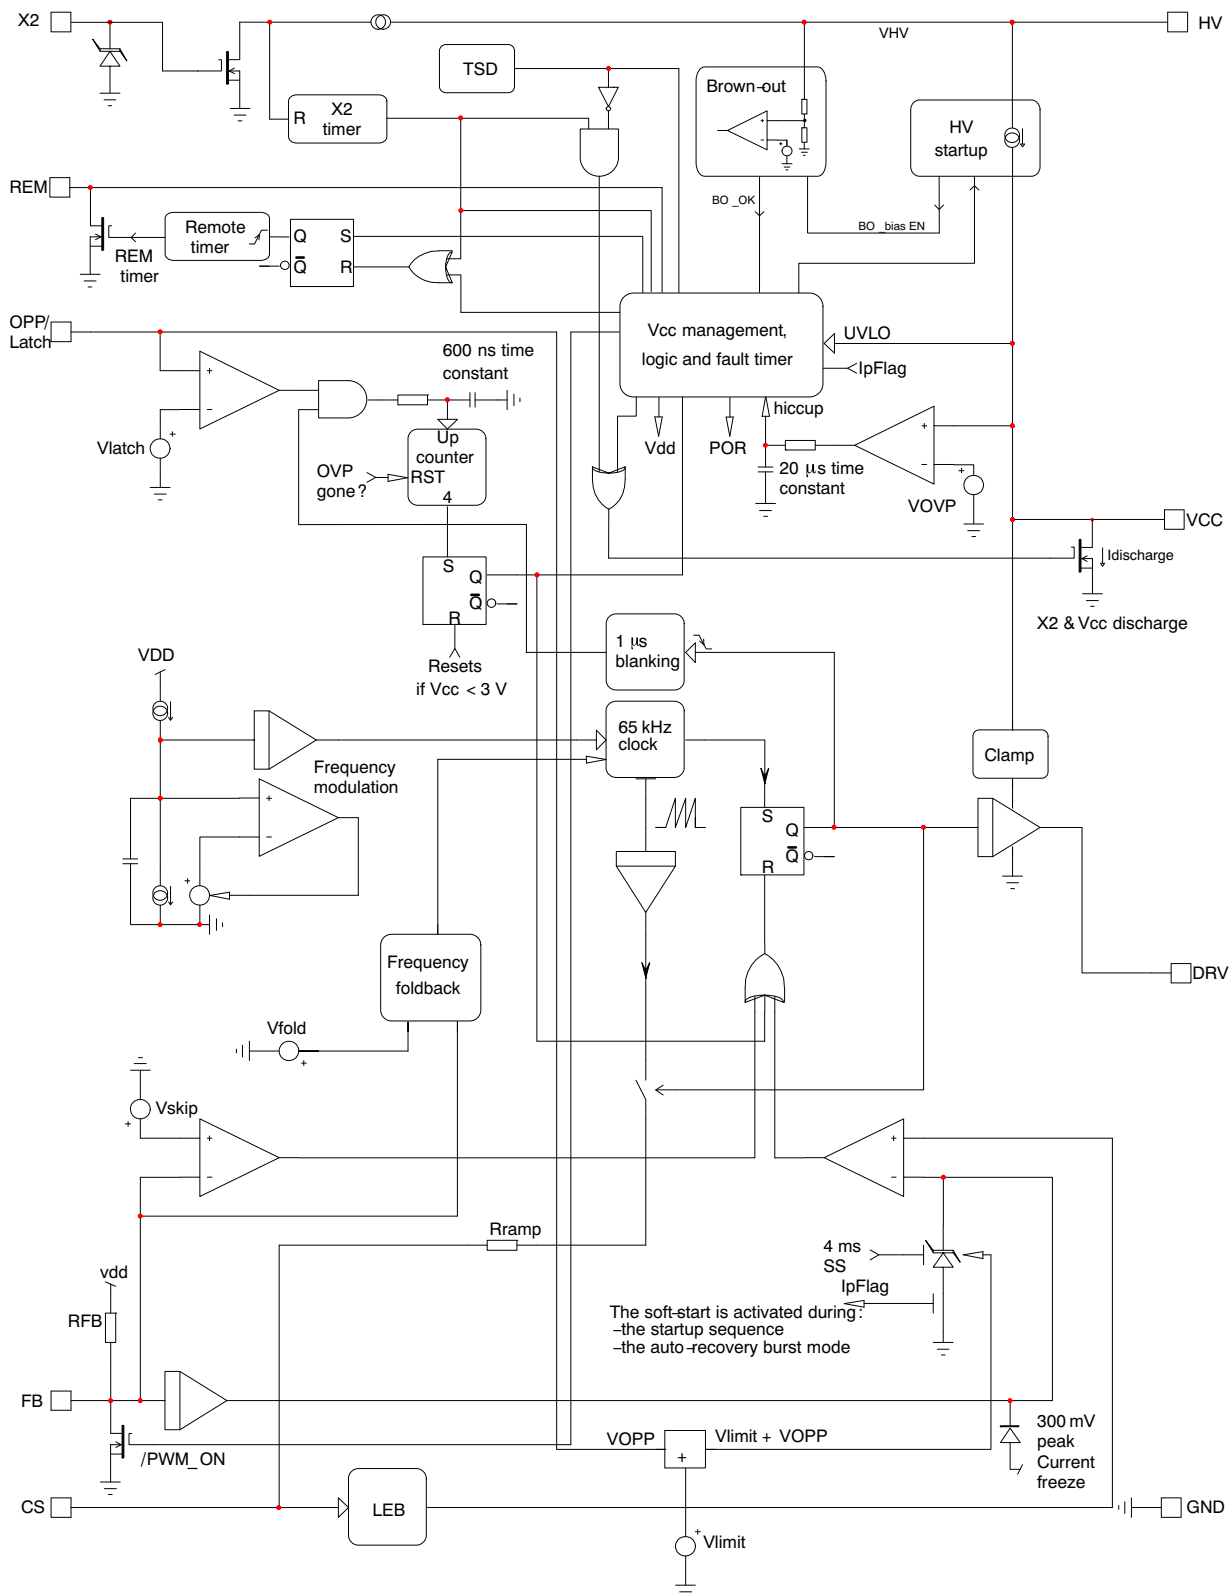 X2
HV
VHV
TSD
Brown-out
HV
startup
R
X2
timer
REM
BO_OK
BO_bias EN
Remote
timer
REM
timer
Q
S
Q
R
OPP/
Latch
Vcc management,
logic and fault timer
UVLO
IpFlag
hiccup
600 ns time
constant
+
−
Vlatch
+
Up
counter
RST
4
OVP
gone?
Vdd
POR
20 μs time
constant
+
−
+
VOVP
VCC
Idischarge
X2 & Vcc discharge
S
Q
Q
R
Resets
if Vcc < 3 V
1 μs
blanking
VDD
65 kHz
clock
Clamp
Frequency
modulation
+
−
+
S
Q
Q
R
Frequency
foldback
DRV
Vfold
+
Vskip
+
+
−
+
−
Rramp
4 ms
SS
IpFlag
vdd
RFB
The soft-start is activated during:
−the startup sequence
−the auto-recovery burst mode
FB
/PWM_ON
VOPP
+
Vlimit + VOPP
300 mV
peak
Current
freeze
CS
LEB
GND
+
Vlimit